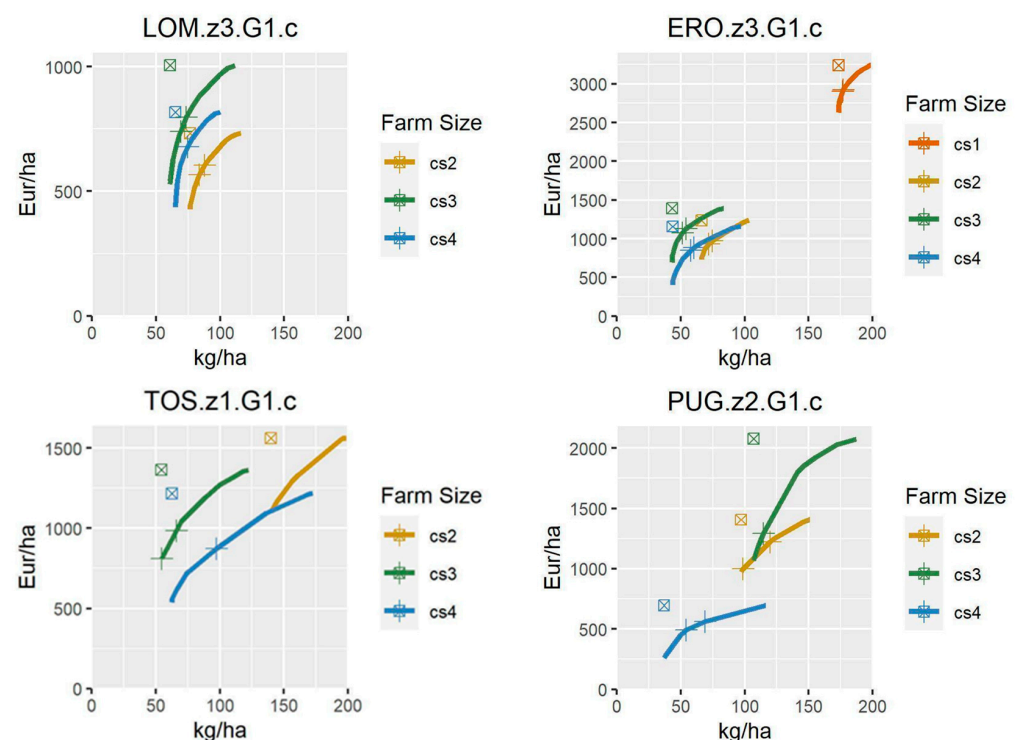 LOM.z3.G1.c
Eur/ha
1000
500
0
0 50 100 150 200
kg/ha
Farm Size
cs2
cs3
cs4
ERO.z3.G1.c
Eur/ha
3000
2500
2000
1500
1000
500
0
0 50 100 150 200
kg/ha
Farm Size
cs1
cs2
cs3
cs4
TOS.z1.G1.c
Eur/ha
1500
1000
500
0
0 50 100 150 200
kg/ha
Farm Size
cs2
cs3
cs4
PUG.z2.G1.c
Eur/ha
2000
1500
1000
500
0
0 50 100 150 200
kg/ha
Farm Size
cs2
cs3
cs4